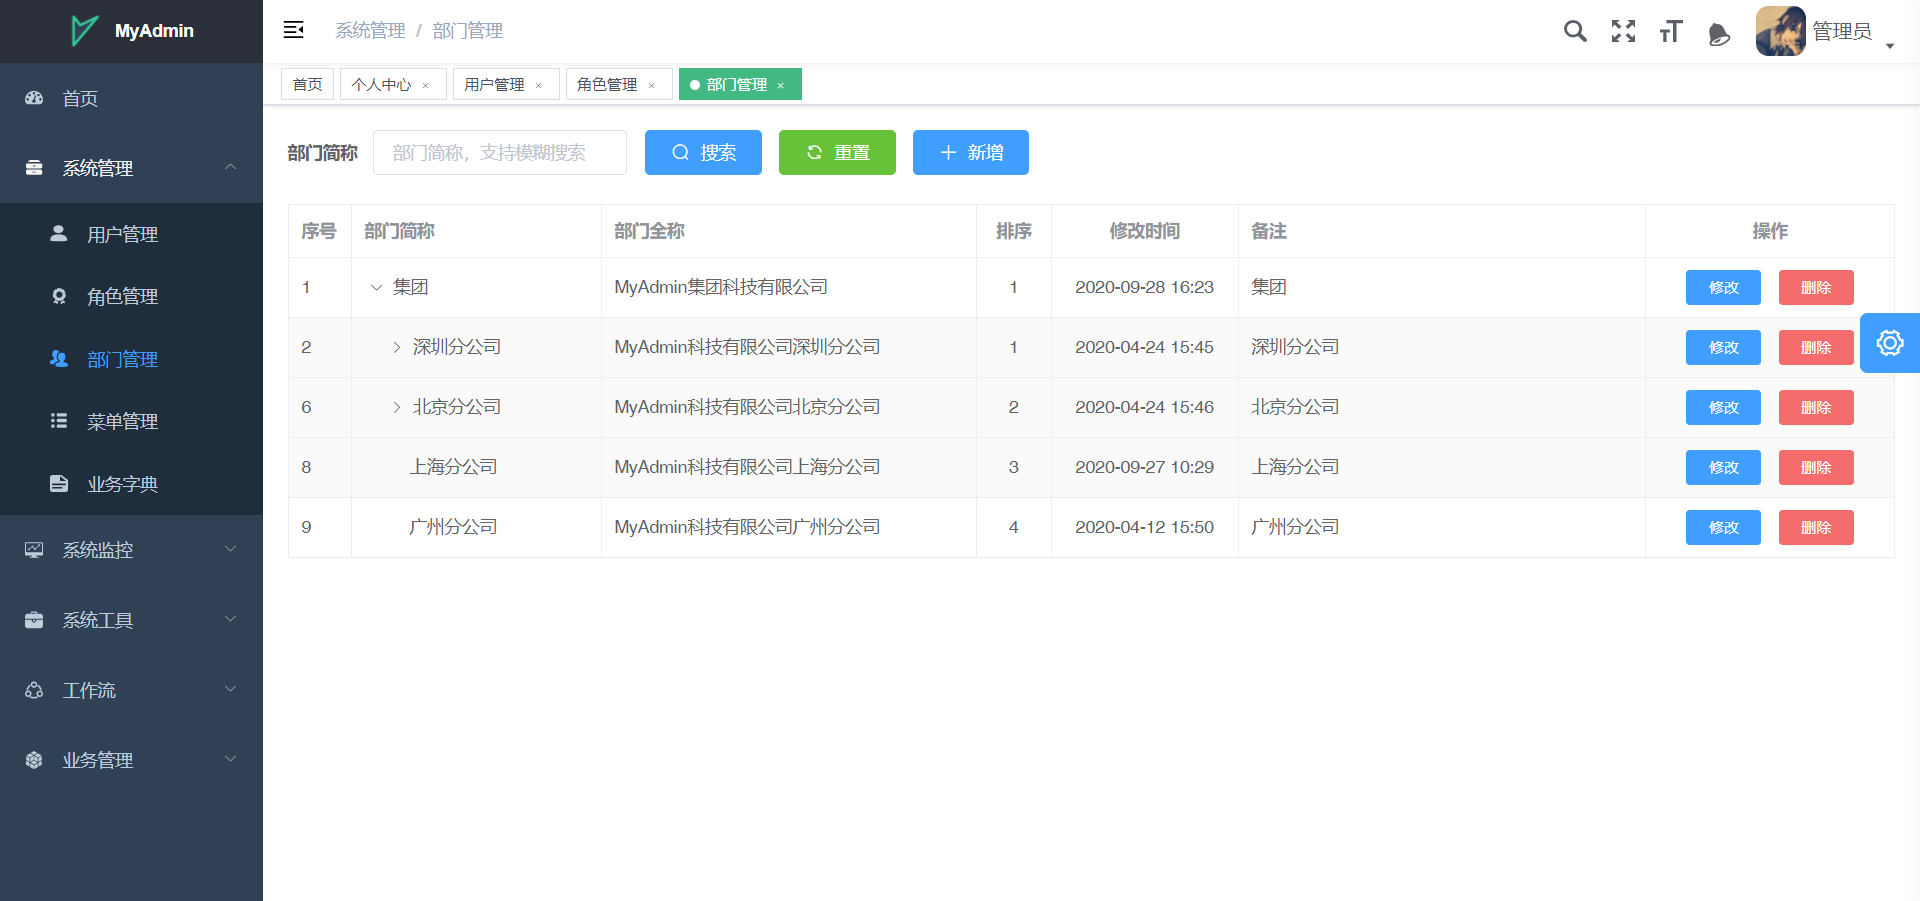 MyAdmin
首页
系统管理
用户管理
角色管理
部门管理
菜单管理
业务字典
系统监控
系统工具
工作流
业务管理
系统管理 / 部门管理
管理员
首页 个人中心 × 用户管理 × 角色管理 × 部门管理 ×
部门简称 部门简称，支持模糊搜索 搜索 重置 新增
序号 部门简称 部门全称 排序 修改时间 备注 操作
1 集团 MyAdmin集团科技有限公司 1 2020-09-28 16:23 集团 修改 删除
2 深圳分公司 MyAdmin科技有限公司深圳分公司 1 2020-04-24 15:45 深圳分公司 修改 删除
6 北京分公司 MyAdmin科技有限公司北京分公司 2 2020-04-24 15:46 北京分公司 修改 删除
8 上海分公司 MyAdmin科技有限公司上海分公司 3 2020-09-27 10:29 上海分公司 修改 删除
9 广州分公司 MyAdmin科技有限公司广州分公司 4 2020-04-12 15:50 广州分公司 修改 删除